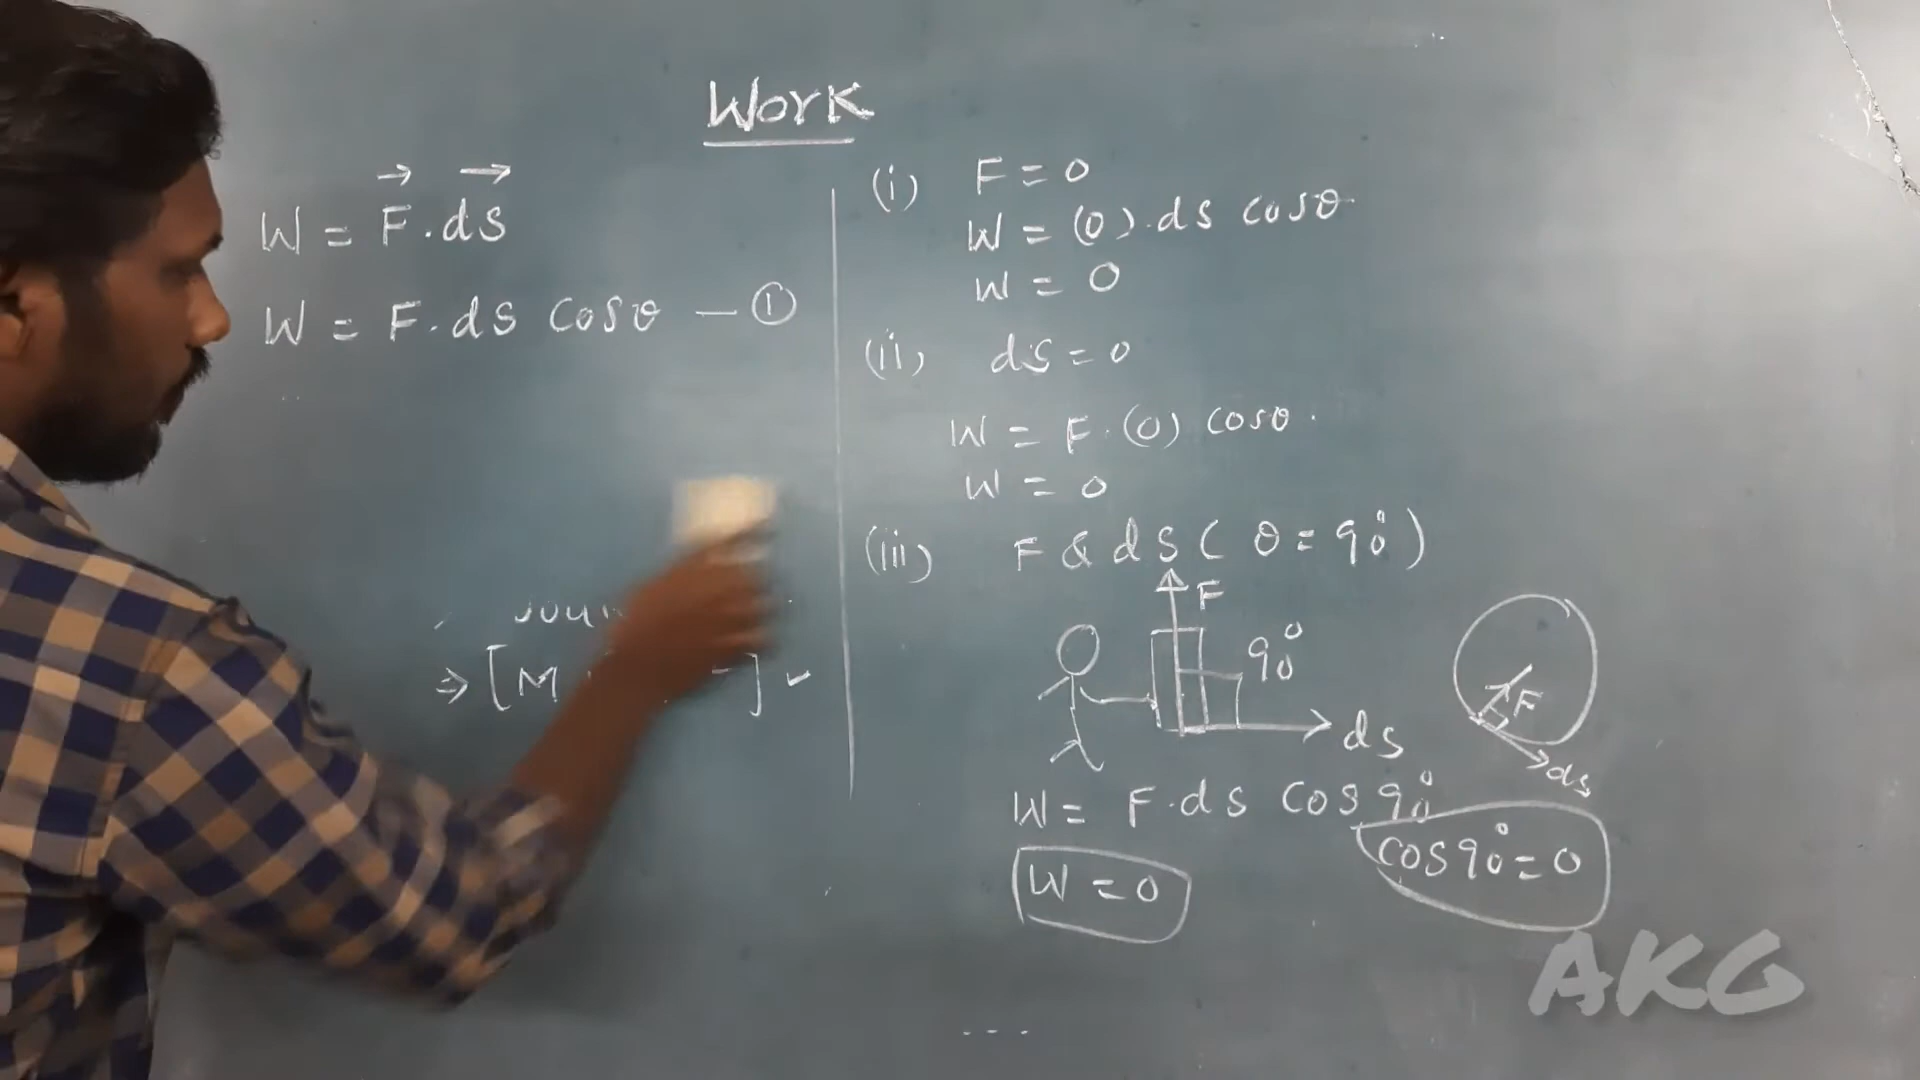 Work
W = F⃗ . ds⃗
W = F . ds cosθ — ①
⇒ [M
(i) F = 0
W = (0) . ds cosθ
W = 0
(ii) ds = 0
W = F . (0) cosθ .
W = 0
(iii) F & ds ( θ = 90° )
F
90°
ds
F
ds
W = F . ds cos 90°
cos 90° = 0
W = 0
AKG